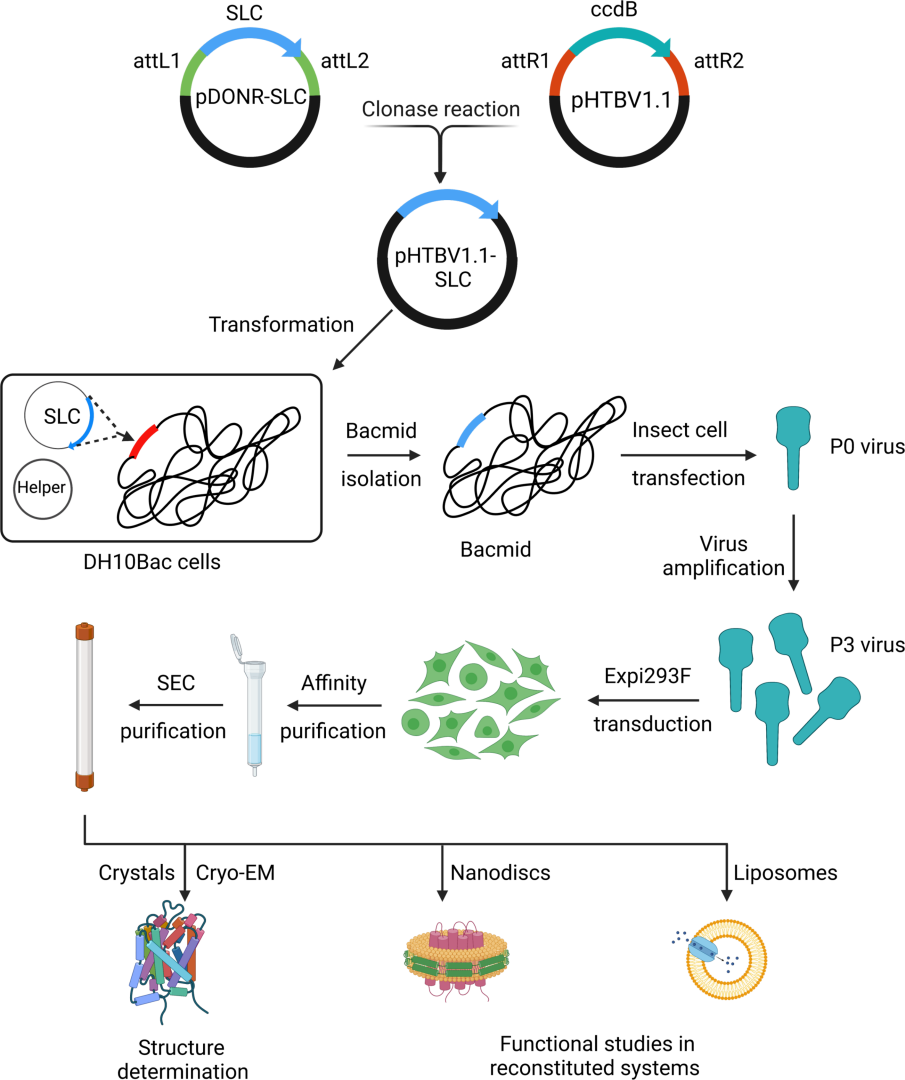 SLC
ccdB
attL1
attL2
attR1
attR2
pDONR-SLC
pHTBV1.1
Clonase reaction
pHTBV1.1-
SLC
Transformation
SLC
Helper
DH10Bac cells
Bacmid
isolation
Bacmid
Insect cell
transfection
P0 virus
Virus
amplification
P3 virus
Expi293F
transduction
Affinity
purification
SEC
purification
Crystals
Cryo-EM
Nanodiscs
Liposomes
Structure
determination
Functional studies in
reconstituted systems